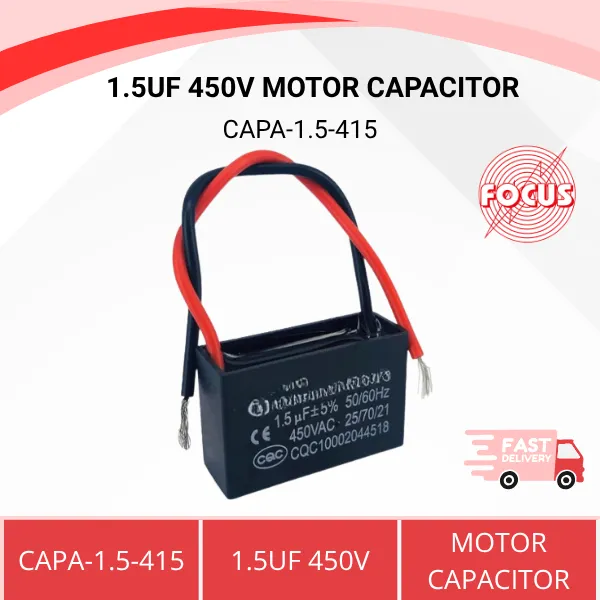 1.5UF 450V MOTOR CAPACITOR
CAPA-1.5-415
FOCUS
1.5 µF±5% 50/60Hz
450VAC 25/70/21
CE CQC10002044518
CQC
FAST
DELIVERY
CAPA-1.5-415
1.5UF 450V
MOTOR
CAPACITOR